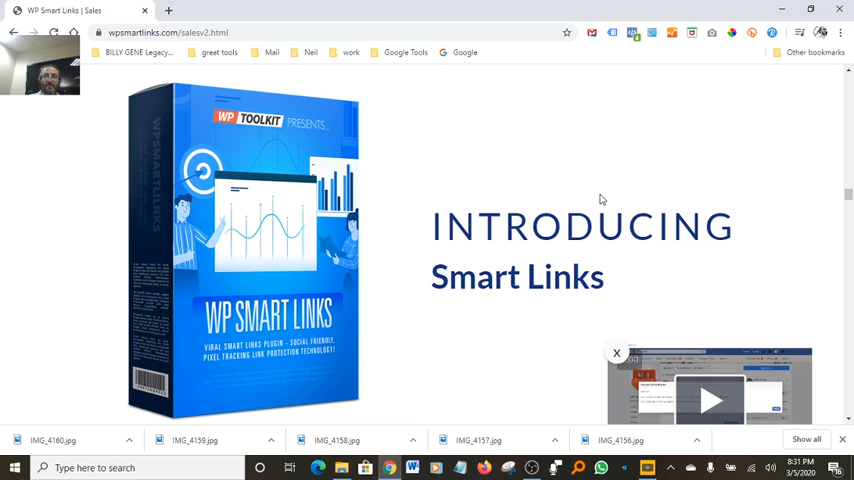 WP Smart Links | Sales
wpsmartlinks.com/salesv2.html
BILLY GENE Legacy...
great tools
Mail
Neil
work
Google Tools
Google
Other bookmarks
WP TOOLKIT PRESENTS...
WPSMARTLIINKS
WP SMART LINKS
VIRAL SMART LINKS PLUGIN - SOCIAL FRIENDLY,
PIXEL TRACKING LINK PROTECTION TECHNOLOGY!
INTRODUCING
Smart Links
X
IMG_4160.jpg
IMG_4159.jpg
IMG_4158.jpg
IMG_4157.jpg
IMG_4156.jpg
Show all
Type here to search
8:31 PM
3/5/2020